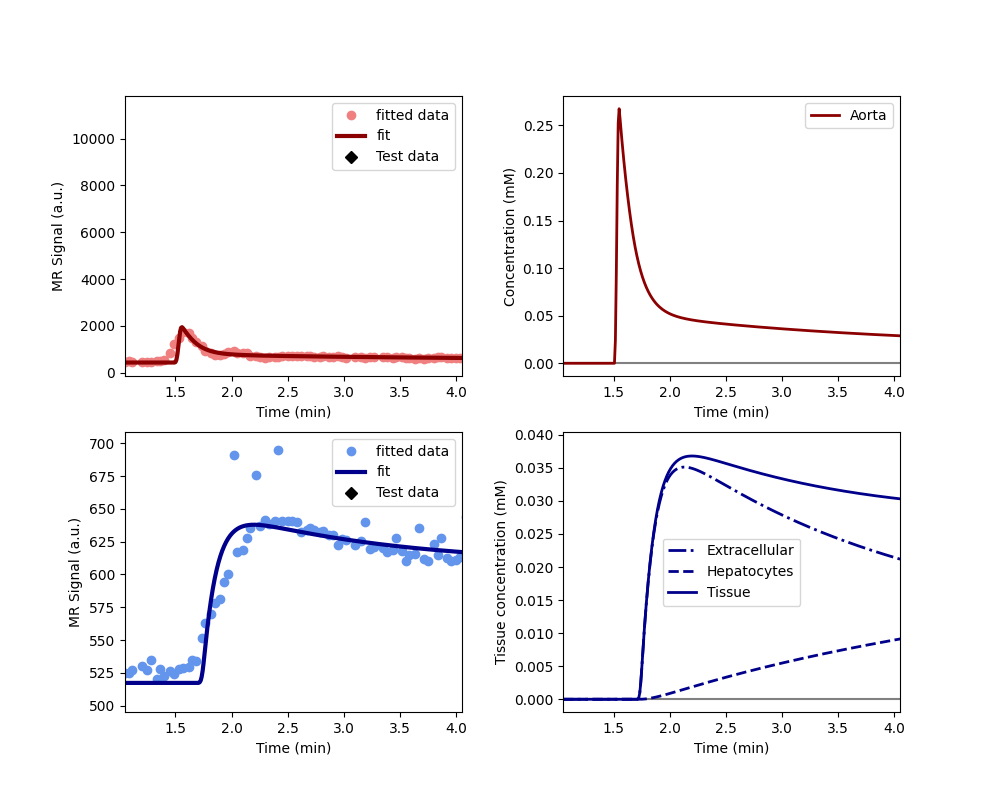 MR Signal (a.u.)
10000
8000
6000
4000
2000
0
1.5 2.0 2.5 3.0 3.5 4.0
Time (min)
fitted data
fit
Test data
Concentration (mM)
0.25
0.20
0.15
0.10
0.05
0.00
1.5 2.0 2.5 3.0 3.5 4.0
Time (min)
Aorta
MR Signal (a.u.)
700
675
650
625
600
575
550
525
500
1.5 2.0 2.5 3.0 3.5 4.0
Time (min)
fitted data
fit
Test data
Tissue concentration (mM)
0.040
0.035
0.030
0.025
0.020
0.015
0.010
0.005
0.000
1.5 2.0 2.5 3.0 3.5 4.0
Time (min)
Extracellular
Hepatocytes
Tissue